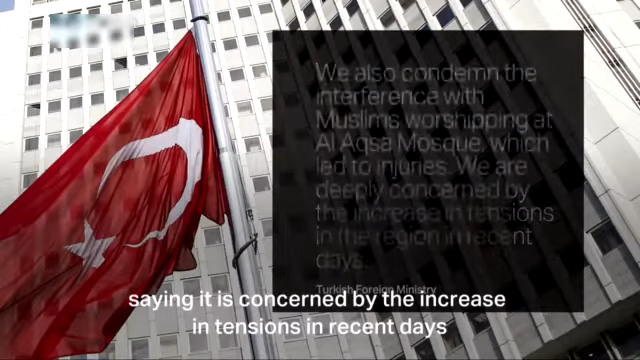 We also condemn the
interference with
Muslims worshipping at
Al Aqsa Mosque, which
led to injuries. We are
deeply concerned by
the increase in tensions
in the region in recent
days.
Turkish Foreign Ministry
saying it is concerned by the increase
in tensions in recent days